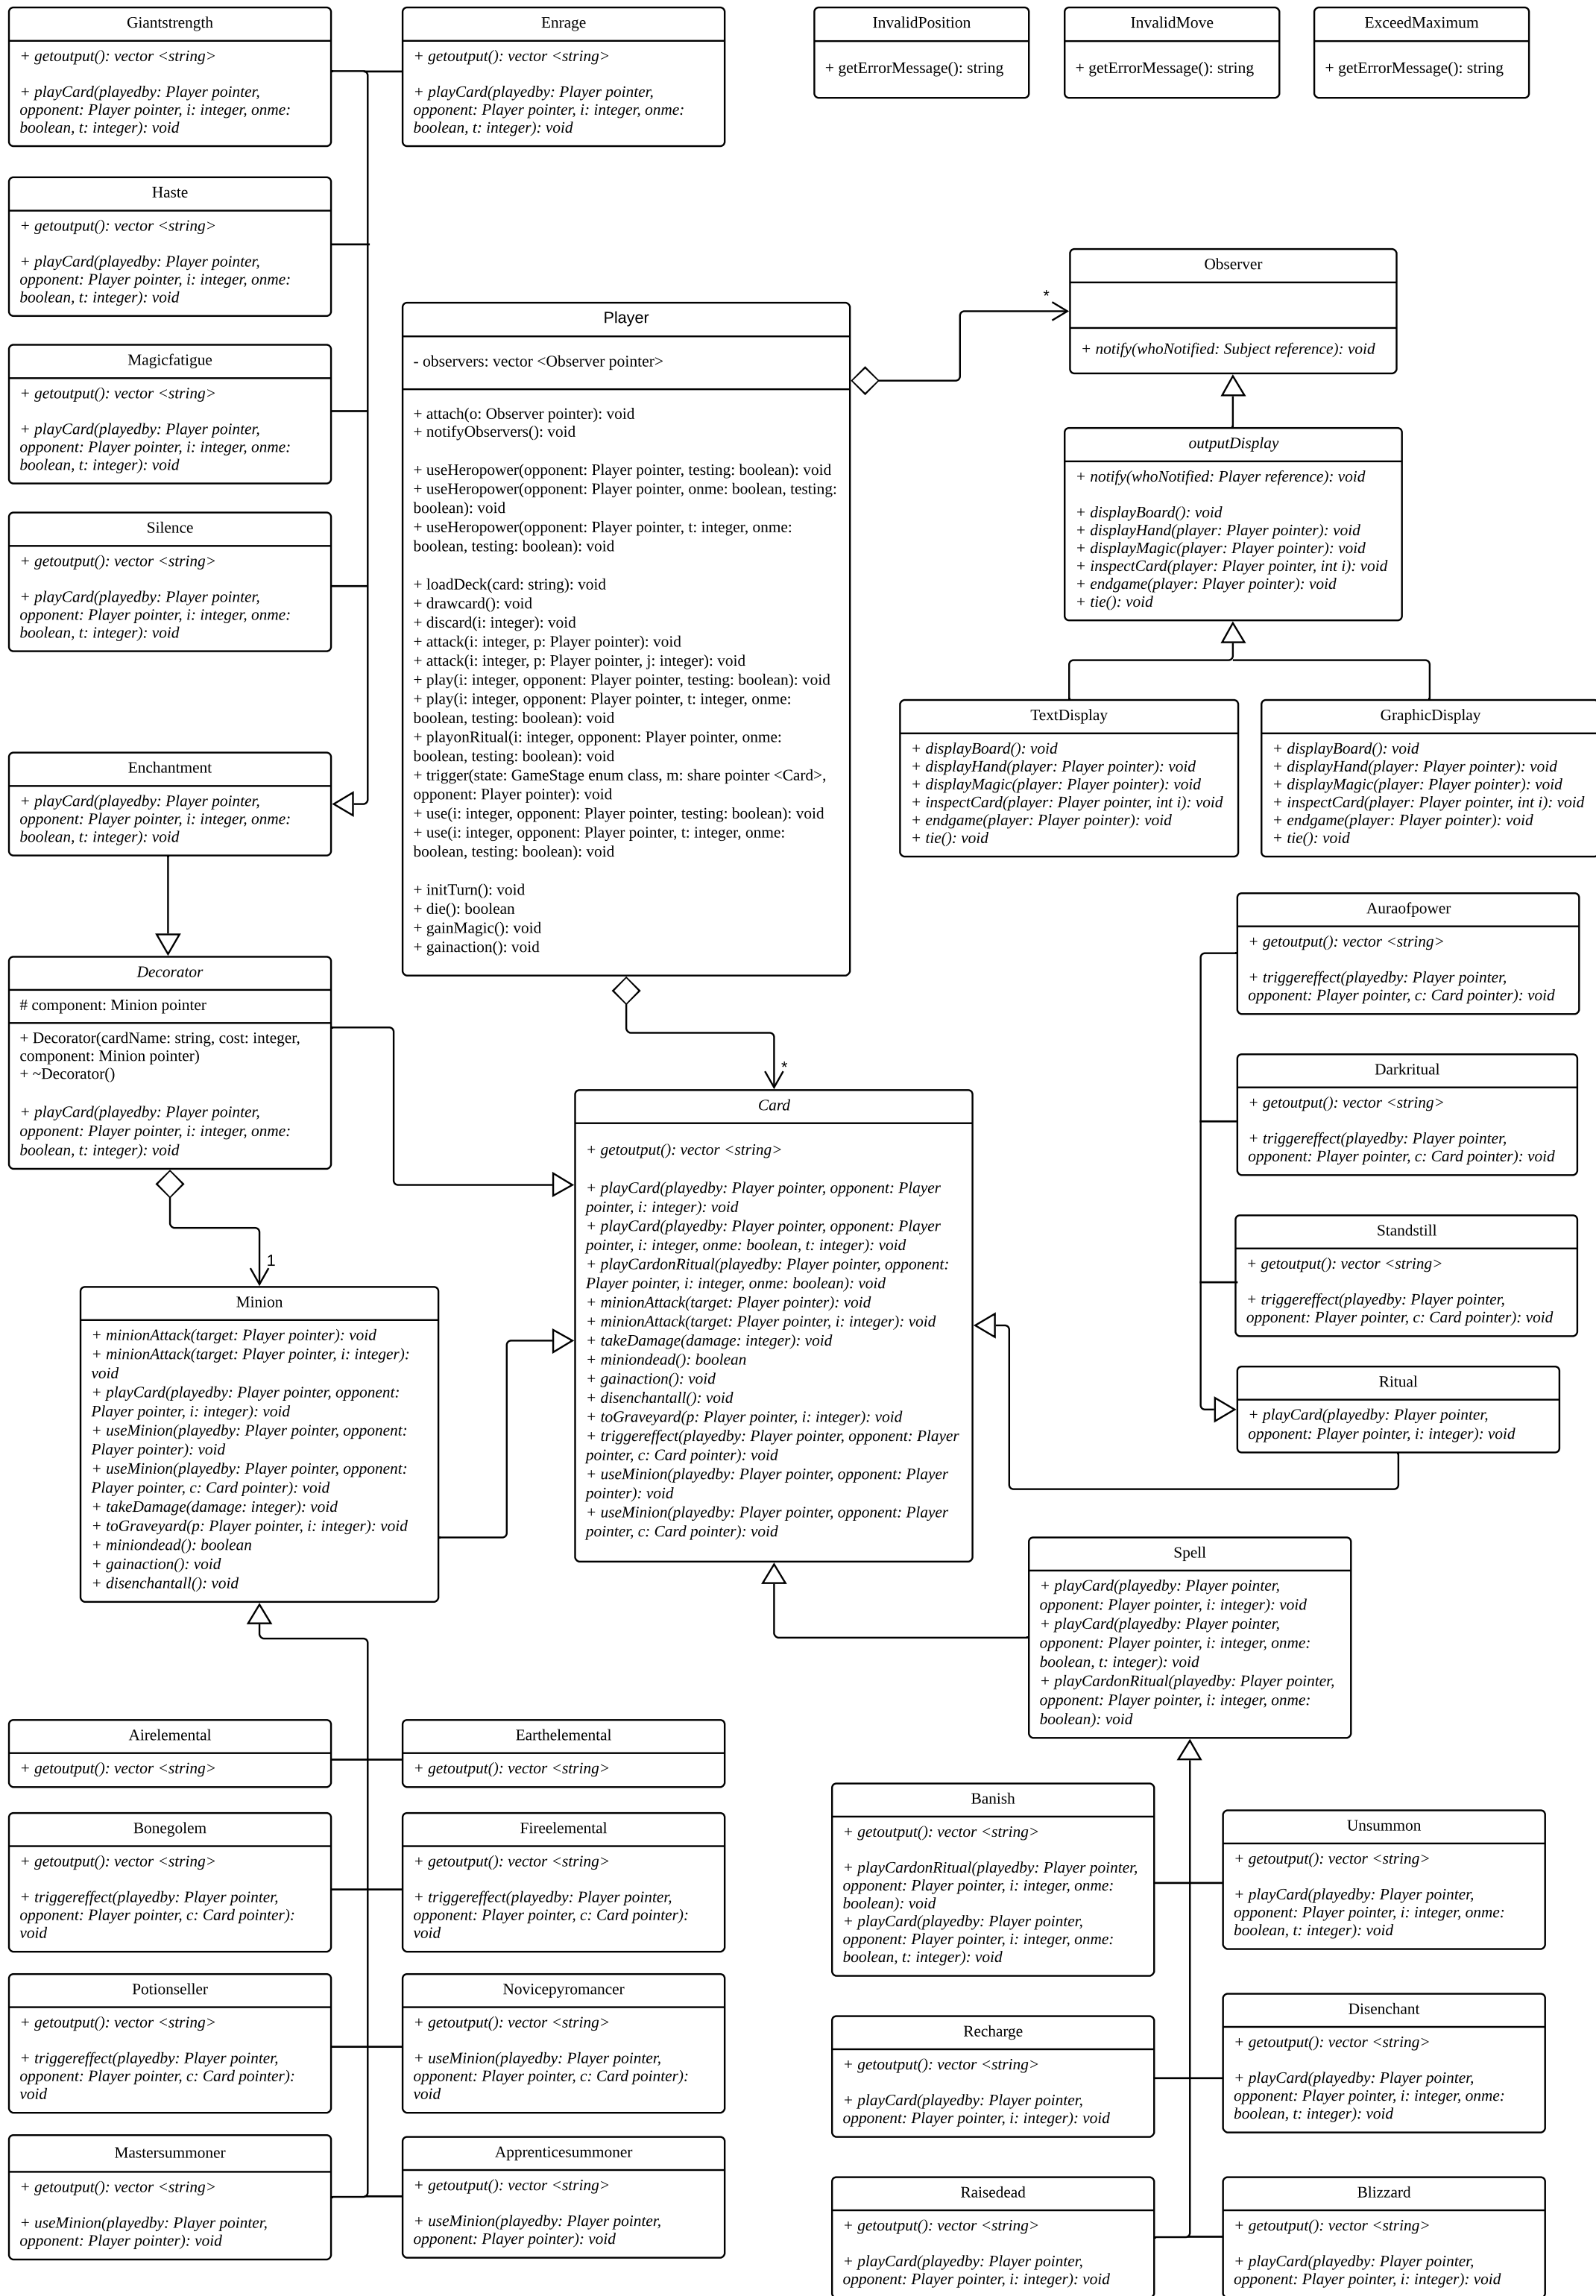 Giantstrength
+ getoutput(): vector <string>
+ playCard(playedby: Player pointer,
opponent: Player pointer, i: integer, onme:
boolean, t: integer): void
Enrage
+ getoutput(): vector <string>
+ playCard(playedby: Player pointer,
opponent: Player pointer, i: integer, onme:
boolean, t: integer): void
InvalidPosition
+ getErrorMessage(): string
InvalidMove
+ getErrorMessage(): string
ExceedMaximum
+ getErrorMessage(): string
Haste
+ getoutput(): vector <string>
+ playCard(playedby: Player pointer,
opponent: Player pointer, i: integer, onme:
boolean, t: integer): void
Magicfatigue
+ getoutput(): vector <string>
+ playCard(playedby: Player pointer,
opponent: Player pointer, i: integer, onme:
boolean, t: integer): void
Silence
+ getoutput(): vector <string>
+ playCard(playedby: Player pointer,
opponent: Player pointer, i: integer, onme:
boolean, t: integer): void
Enchantment
+ playCard(playedby: Player pointer,
opponent: Player pointer, i: integer, onme:
boolean, t: integer): void
Player
- observers: vector <Observer pointer>
+ attach(o: Observer pointer): void
+ notifyObservers(): void
+ useHeropower(opponent: Player pointer, testing: boolean): void
+ useHeropower(opponent: Player pointer, onme: boolean, testing:
boolean): void
+ useHeropower(opponent: Player pointer, t: integer, onme:
boolean, testing: boolean): void
+ loadDeck(card: string): void
+ drawcard(): void
+ discard(i: integer): void
+ attack(i: integer, p: Player pointer): void
+ attack(i: integer, p: Player pointer, j: integer): void
+ play(i: integer, opponent: Player pointer, testing: boolean): void
+ play(i: integer, opponent: Player pointer, t: integer, onme:
boolean, testing: boolean): void
+ playonRitual(i: integer, opponent: Player pointer, onme:
boolean, testing: boolean): void
+ trigger(state: GameStage enum class, m: share pointer <Card>,
opponent: Player pointer): void
+ use(i: integer, opponent: Player pointer, testing: boolean): void
+ use(i: integer, opponent: Player pointer, t: integer, onme:
boolean, testing: boolean): void
+ initTurn(): void
+ die(): boolean
+ gainMagic(): void
+ gainaction(): void
*
Observer
+ notify(whoNotified: Subject reference): void
outputDisplay
+ notify(whoNotified: Player reference): void
+ displayBoard(): void
+ displayHand(player: Player pointer): void
+ displayMagic(player: Player pointer): void
+ inspectCard(player: Player pointer, int i): void
+ endgame(player: Player pointer): void
+ tie(): void
TextDisplay
+ displayBoard(): void
+ displayHand(player: Player pointer): void
+ displayMagic(player: Player pointer): void
+ inspectCard(player: Player pointer, int i): void
+ endgame(player: Player pointer): void
+ tie(): void
GraphicDisplay
+ displayBoard(): void
+ displayHand(player: Player pointer): void
+ displayMagic(player: Player pointer): void
+ inspectCard(player: Player pointer, int i): void
+ endgame(player: Player pointer): void
+ tie(): void
Decorator
# component: Minion pointer
+ Decorator(cardName: string, cost: integer,
component: Minion pointer)
+ ~Decorator()
+ playCard(playedby: Player pointer,
opponent: Player pointer, i: integer, onme:
boolean, t: integer): void
1
*
Card
+ getoutput(): vector <string>
+ playCard(playedby: Player pointer, opponent: Player
pointer, i: integer): void
+ playCard(playedby: Player pointer, opponent: Player
pointer, i: integer, onme: boolean, t: integer): void
+ playCardonRitual(playedby: Player pointer, opponent:
Player pointer, i: integer, onme: boolean): void
+ minionAttack(target: Player pointer): void
+ minionAttack(target: Player pointer, i: integer): void
+ takeDamage(damage: integer): void
+ miniondead(): boolean
+ gainaction(): void
+ disenchantall(): void
+ toGraveyard(p: Player pointer, i: integer): void
+ triggereffect(playedby: Player pointer, opponent: Player
pointer, c: Card pointer): void
+ useMinion(playedby: Player pointer, opponent: Player
pointer): void
+ useMinion(playedby: Player pointer, opponent: Player
pointer, c: Card pointer): void
Auraofpower
+ getoutput(): vector <string>
+ triggereffect(playedby: Player pointer,
opponent: Player pointer, c: Card pointer): void
Darkritual
+ getoutput(): vector <string>
+ triggereffect(playedby: Player pointer,
opponent: Player pointer, c: Card pointer): void
Standstill
+ getoutput(): vector <string>
+ triggereffect(playedby: Player pointer,
opponent: Player pointer, c: Card pointer): void
Ritual
+ playCard(playedby: Player pointer,
opponent: Player pointer, i: integer): void
Minion
+ minionAttack(target: Player pointer): void
+ minionAttack(target: Player pointer, i: integer):
void
+ playCard(playedby: Player pointer, opponent:
Player pointer, i: integer): void
+ useMinion(playedby: Player pointer, opponent:
Player pointer): void
+ useMinion(playedby: Player pointer, opponent:
Player pointer, c: Card pointer): void
+ takeDamage(damage: integer): void
+ toGraveyard(p: Player pointer, i: integer): void
+ miniondead(): boolean
+ gainaction(): void
+ disenchantall(): void
Spell
+ playCard(playedby: Player pointer,
opponent: Player pointer, i: integer): void
+ playCard(playedby: Player pointer,
opponent: Player pointer, i: integer, onme:
boolean, t: integer): void
+ playCardonRitual(playedby: Player pointer,
opponent: Player pointer, i: integer, onme:
boolean): void
Airelemental
+ getoutput(): vector <string>
Earthelemental
+ getoutput(): vector <string>
Bonegolem
+ getoutput(): vector <string>
+ triggereffect(playedby: Player pointer,
opponent: Player pointer, c: Card pointer):
void
Fireelemental
+ getoutput(): vector <string>
+ triggereffect(playedby: Player pointer,
opponent: Player pointer, c: Card pointer):
void
Potionseller
+ getoutput(): vector <string>
+ triggereffect(playedby: Player pointer,
opponent: Player pointer, c: Card pointer):
void
Novicepyromancer
+ getoutput(): vector <string>
+ useMinion(playedby: Player pointer,
opponent: Player pointer, c: Card pointer):
void
Mastersummoner
+ getoutput(): vector <string>
+ useMinion(playedby: Player pointer,
opponent: Player pointer): void
Apprenticesummoner
+ getoutput(): vector <string>
+ useMinion(playedby: Player pointer,
opponent: Player pointer): void
Banish
+ getoutput(): vector <string>
+ playCardonRitual(playedby: Player pointer,
opponent: Player pointer, i: integer, onme:
boolean): void
+ playCard(playedby: Player pointer,
opponent: Player pointer, i: integer, onme:
boolean, t: integer): void
Unsummon
+ getoutput(): vector <string>
+ playCard(playedby: Player pointer,
opponent: Player pointer, i: integer, onme:
boolean, t: integer): void
Recharge
+ getoutput(): vector <string>
+ playCard(playedby: Player pointer,
opponent: Player pointer, i: integer): void
Disenchant
+ getoutput(): vector <string>
+ playCard(playedby: Player pointer,
opponent: Player pointer, i: integer, onme:
boolean, t: integer): void
Raisedead
+ getoutput(): vector <string>
+ playCard(playedby: Player pointer,
opponent: Player pointer, i: integer): void
Blizzard
+ getoutput(): vector <string>
+ playCard(playedby: Player pointer,
opponent: Player pointer, i: integer): void